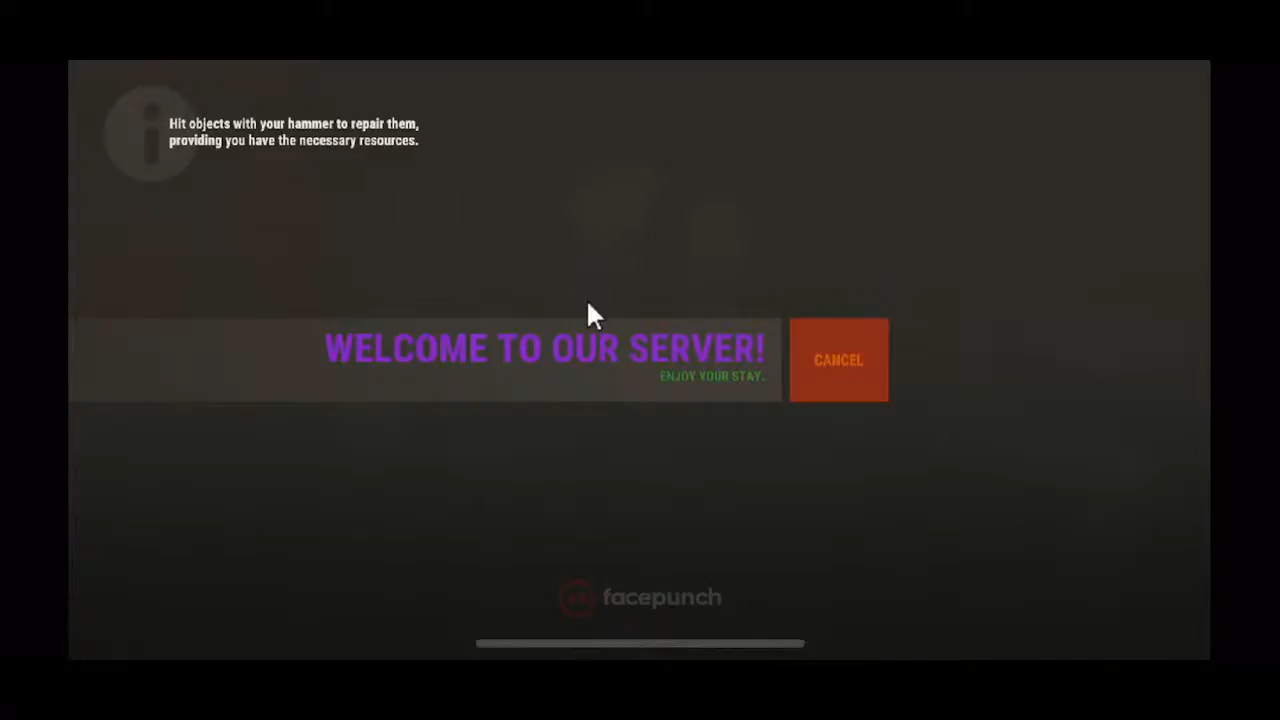 Hit objects with your hammer to repair them,
providing you have the necessary resources.
WELCOME TO OUR SERVER!
ENJOY YOUR STAY.
CANCEL
facepunch